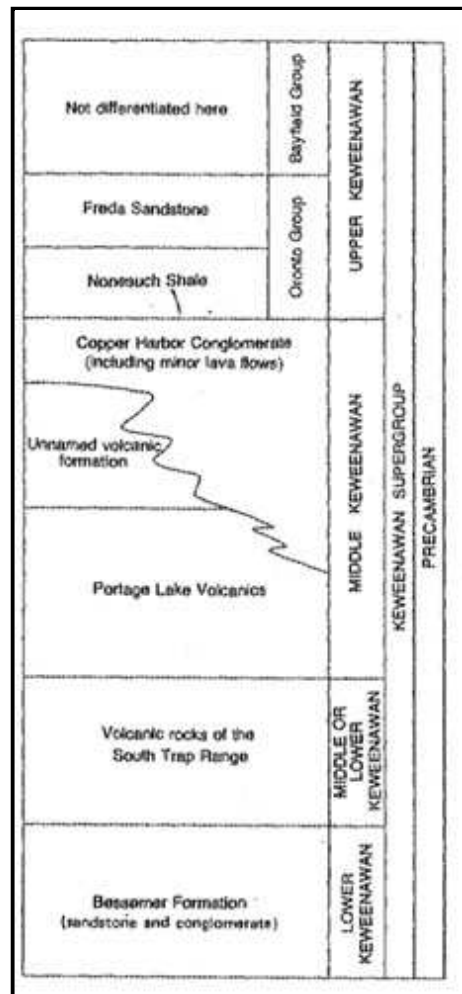 Not differentiated here
Bayfield Group
UPPER KEWEENAWAN
Freda Sandstone
Oronto Group
Nonesuch Shale
Copper Harbor Conglomerate
(including minor lava flows)
Unnamed volcanic
formation
MIDDLE KEWEENAWAN
KEWEENAWAN SUPERGROUP
PRECAMBRIAN
Portage Lake Volcanics
Volcanic rocks of the
South Trap Range
MIDDLE OR
LOWER
KEWEENAWAN
Bessemer Formation
(sandstone and conglomerate)
LOWER
KEWEENAWAN